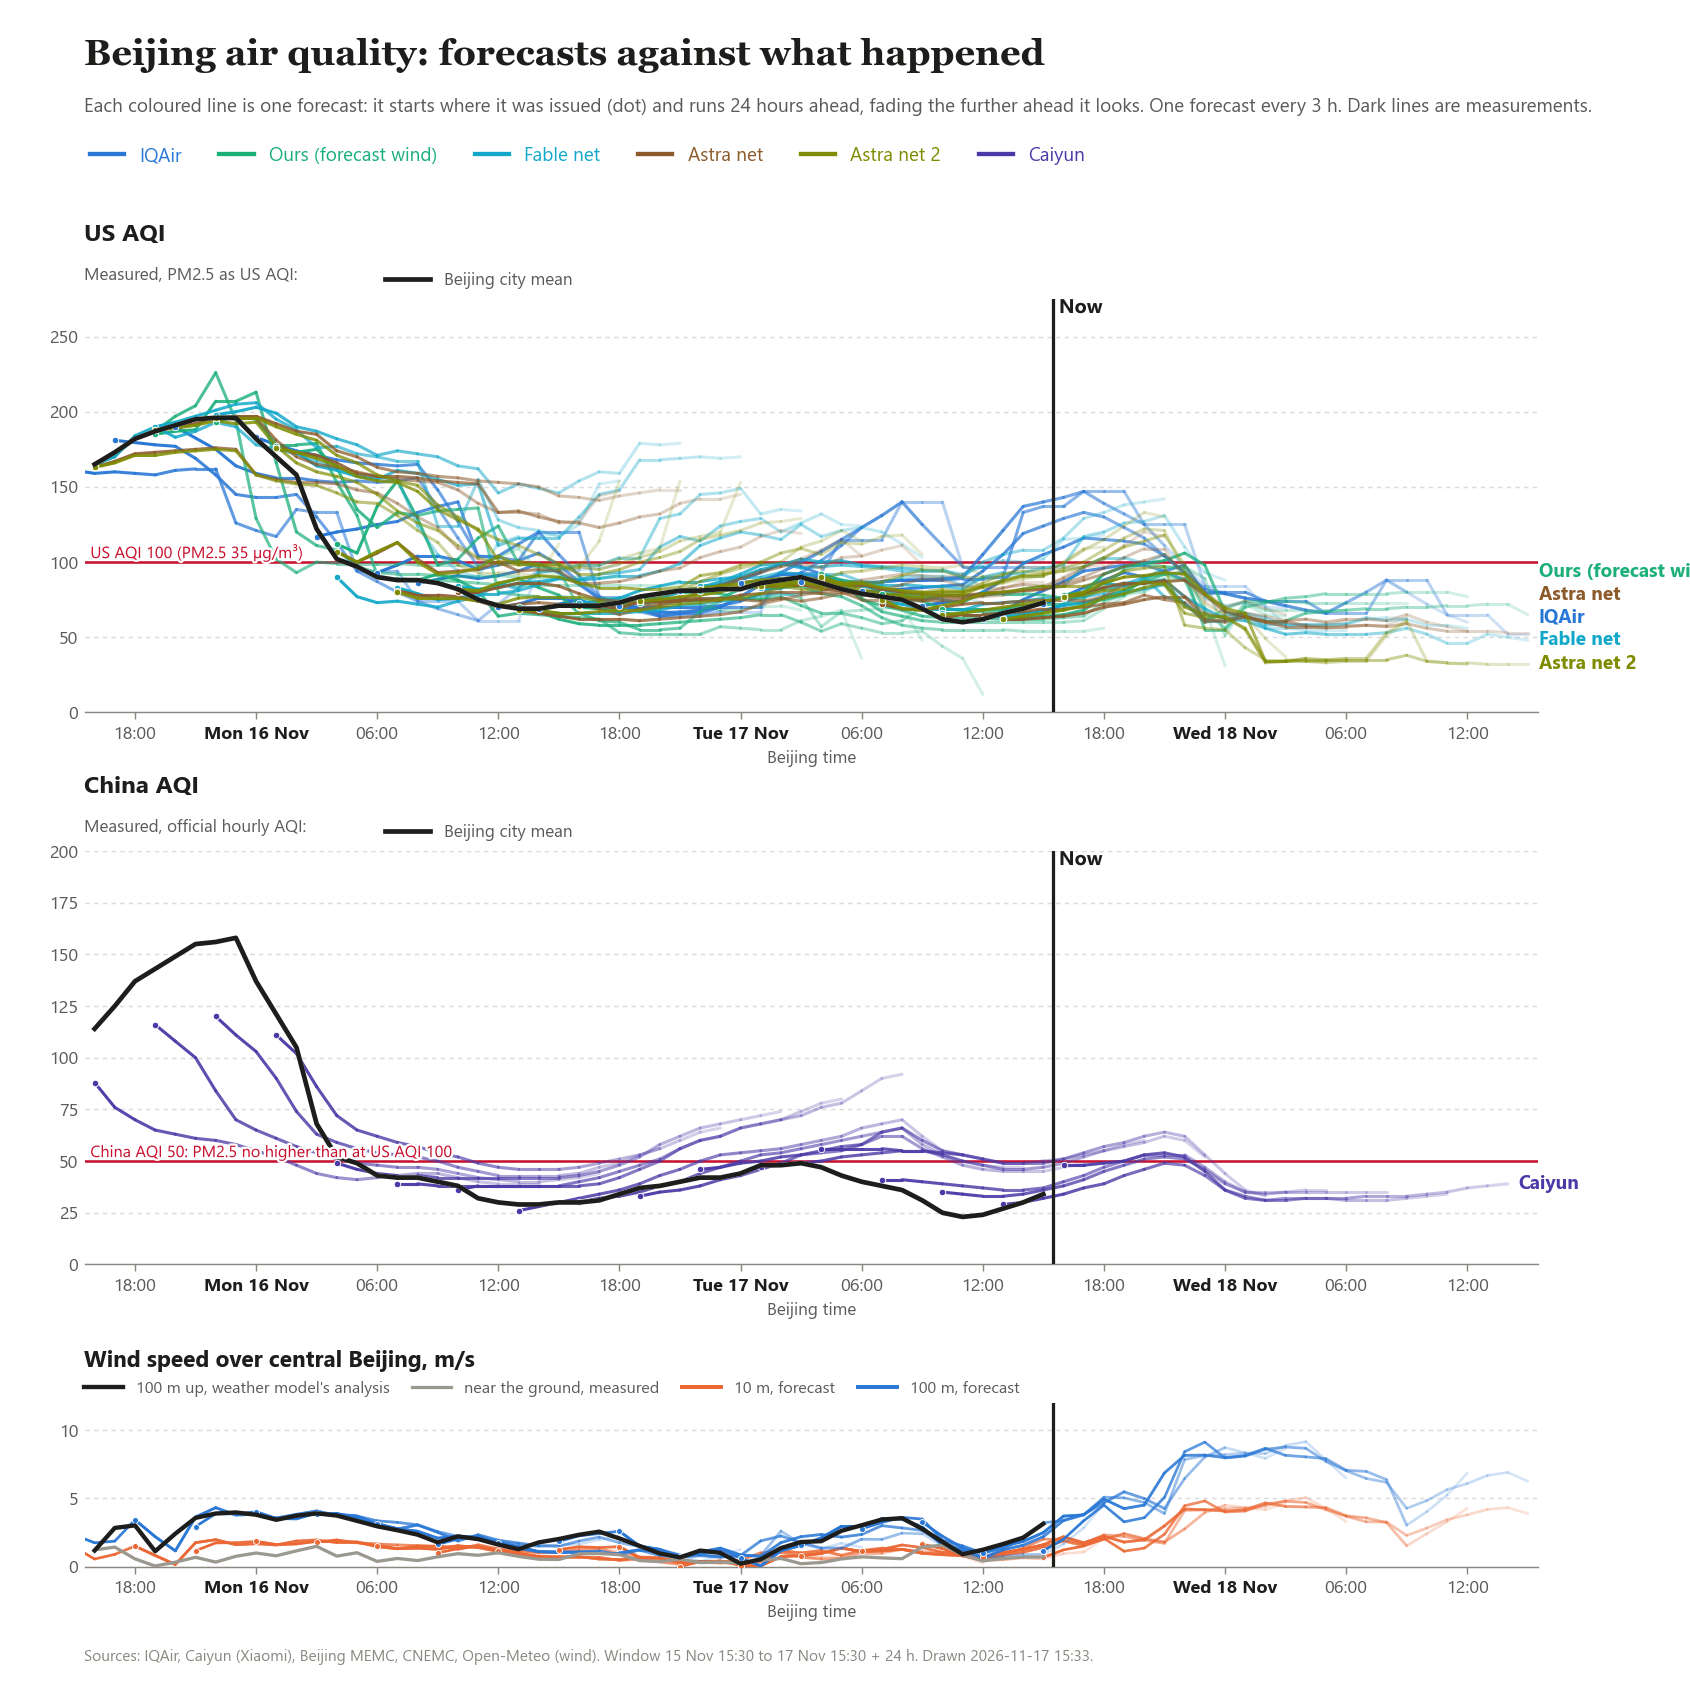 Beijing air quality: forecasts against what happened
Each coloured line is one forecast: it starts where it was issued (dot) and runs 24 hours ahead, fading the further ahead it looks. One forecast every 3 h. Dark lines are measurements.
IQAir Ours (forecast wind) Fable net Astra net Astra net 2 Caiyun
US AQI
Measured, PM2.5 as US AQI: Beijing city mean
Now
250
200
150
US AQI 100 (PM2.5 35 µg/m³)
100
Ours (forecast wi
Astra net
IQAir
50
Fable net
Astra net 2
0
18:00 Mon 16 Nov 06:00 12:00 18:00 Tue 17 Nov 06:00 12:00 18:00 Wed 18 Nov 06:00 12:00
Beijing time
China AQI
Measured, official hourly AQI: Beijing city mean
200
Now
175
150
125
100
75
China AQI 50: PM2.5 no higher than at US AQI 100
50
Caiyun
25
0
18:00 Mon 16 Nov 06:00 12:00 18:00 Tue 17 Nov 06:00 12:00 18:00 Wed 18 Nov 06:00 12:00
Beijing time
Wind speed over central Beijing, m/s
100 m up, weather model's analysis near the ground, measured 10 m, forecast 100 m, forecast
10
5
0
18:00 Mon 16 Nov 06:00 12:00 18:00 Tue 17 Nov 06:00 12:00 18:00 Wed 18 Nov 06:00 12:00
Beijing time
Sources: IQAir, Caiyun (Xiaomi), Beijing MEMC, CNEMC, Open-Meteo (wind). Window 15 Nov 15:30 to 17 Nov 15:30 + 24 h. Drawn 2026-11-17 15:33.